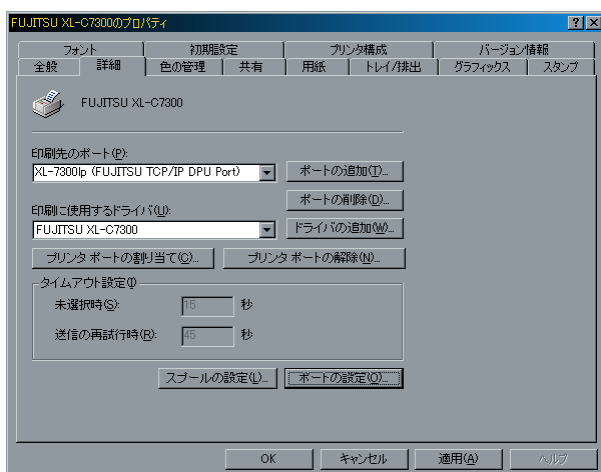 FUJITSU XL-C7300のプロパティ
フォント 初期設定 プリンタ構成 バージョン情報
全般 詳細 色の管理 共有 用紙 トレイ/排出 グラフィックス スタンプ
FUJITSU XL-C7300
印刷先のポート(P):
XL-7300lp (FUJITSU TCP/IP DPU Port) ポートの追加(T)...
ポートの削除(D)...
印刷に使用するドライバ(U):
FUJITSU XL-C7300 ドライバの追加(W)...
プリンタ ポートの割り当て(C)... プリンタ ポートの解除(N)...
タイムアウト設定(I)
未選択時(S): 15 秒
送信の再試行時(R): 45 秒
スプールの設定(L)... ポートの設定(O)...
OK キャンセル 適用(A) ヘルプ